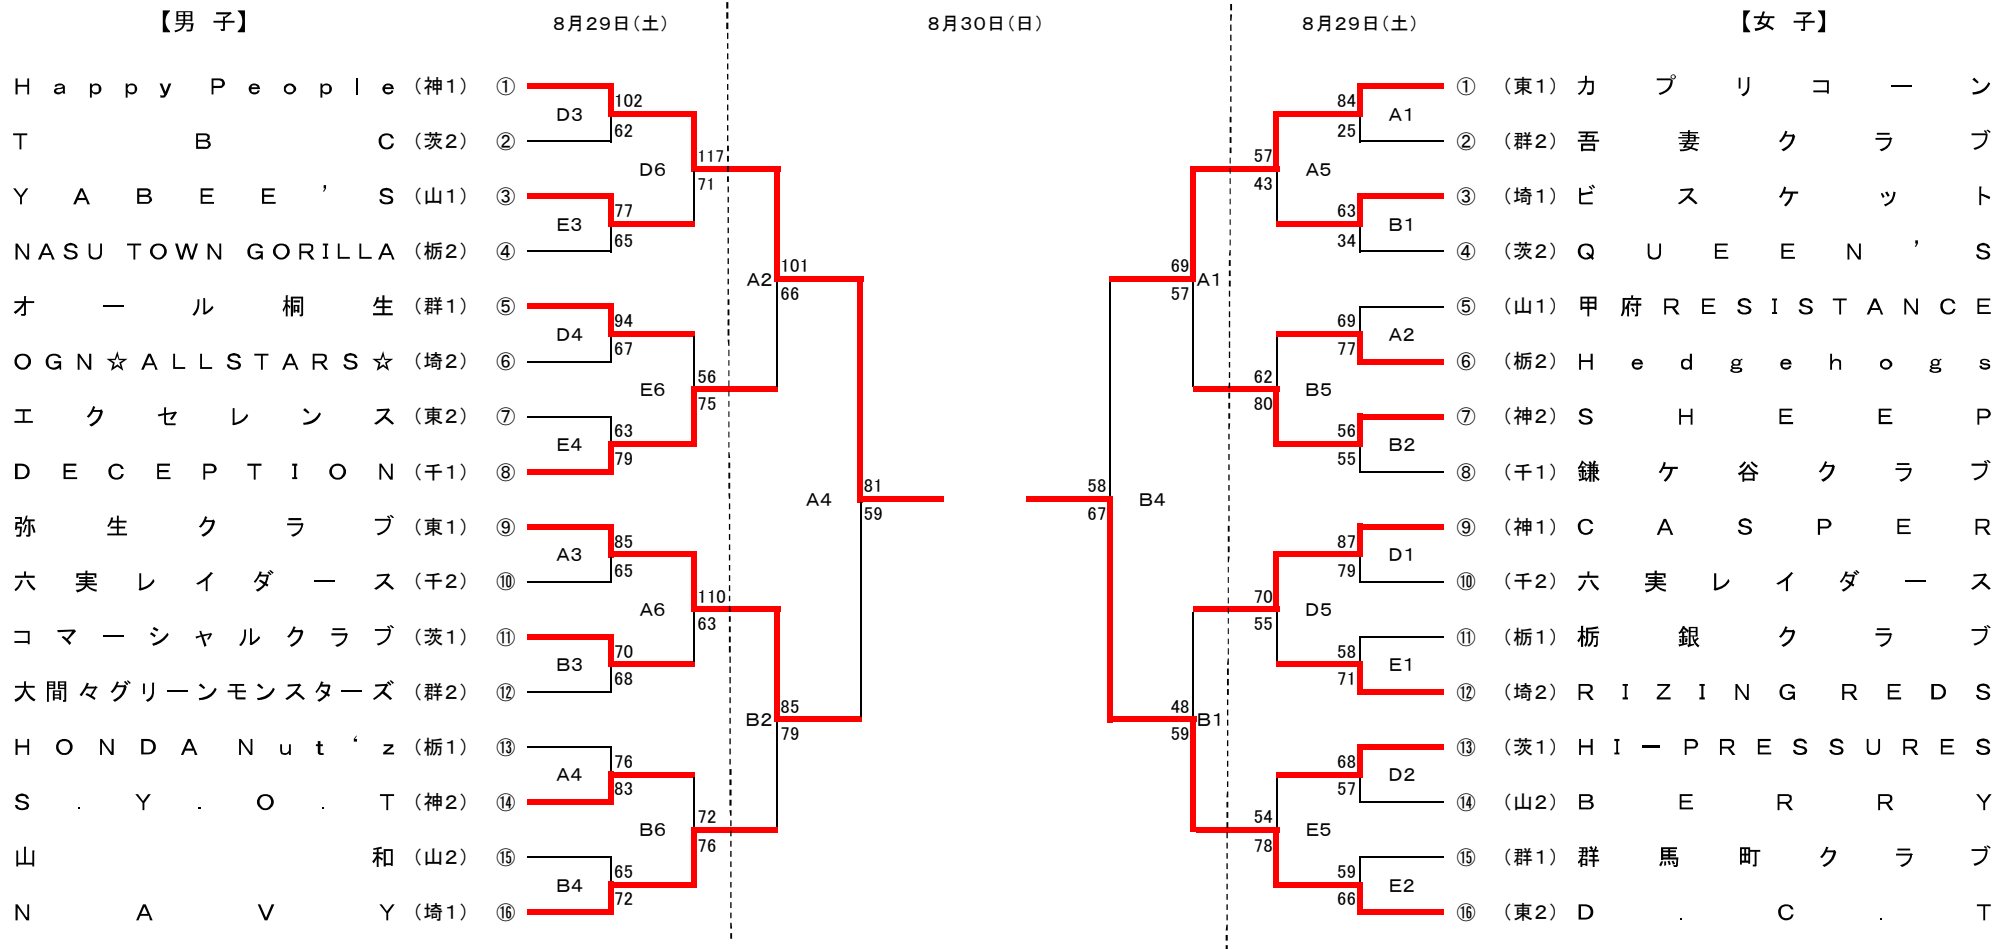 【男 子】 8月29日(土) 8月30日(日) 8月29日(土) 【女 子】
Happy People (神1) ① ① (東1) カプリコーン
102 84
D3 A1
62 25
TBC (茨2) ② ② (群2) 吾妻クラブ
117 57
D6 A5
71 43
YABEE'S (山1) ③ ③ (埼1) ビスケット
77 63
E3 B1
65 34
NASU TOWN GORILLA (栃2) ④ ④ (茨2) QUEEN'S
101 69
A2 A1
66 57
オール桐生 (群1) ⑤ ⑤ (山1) 甲府RESISTANCE
94 69
D4 A2
67 77
OGN☆ALLSTARS☆ (埼2) ⑥ ⑥ (栃2) Hedgehogs
56 62
E6 B5
75 80
エクセレンス (東2) ⑦ ⑦ (神2) SHEEP
63 56
E4 B2
79 55
DECEPTION (千1) ⑧ ⑧ (千1) 鎌ケ谷クラブ
81 58
A4 B4
59 67
弥生クラブ (東1) ⑨ ⑨ (神1) CASPER
85 87
A3 D1
65 79
六実レイダース (千2) ⑩ ⑩ (千2) 六実レイダース
110 70
A6 D5
63 55
コマーシャルクラブ (茨1) ⑪ ⑪ (栃1) 栃銀クラブ
70 58
B3 E1
68 71
大間々グリーンモンスターズ (群2) ⑫ ⑫ (埼2) RIZING REDS
85 48
B2 B1
79 59
HONDA Nut‘z (栃1) ⑬ ⑬ (茨1) HI－PRESSURES
76 68
A4 D2
83 57
S.Y.O.T (神2) ⑭ ⑭ (山2) BERRY
72 54
B6 E5
76 78
山和 (山2) ⑮ ⑮ (群1) 群馬町クラブ
65 59
B4 E2
72 66
NAVY (埼1) ⑯ ⑯ (東2) D.C.T